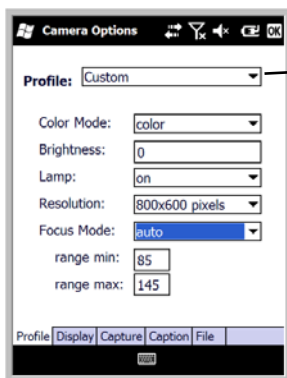 Camera Options OK
Profile: Custom
Color Mode: color
Brightness: 0
Lamp: on
Resolution: 800x600 pixels
Focus Mode: auto
range min: 85
range max: 145
Profile Display Capture Caption File